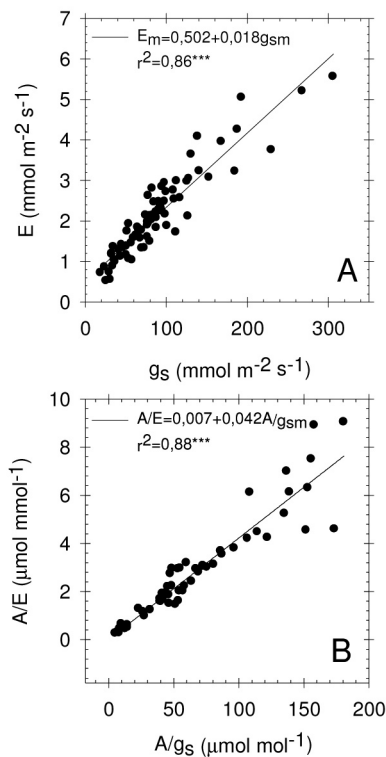 7
6
5
4
3
2
1
0
E (mmol m-2 s-1)
Em=0,502+0,018gsm
r2=0,86***
A
0 100 200 300
gs (mmol m-2 s-1)
10
8
6
4
2
0
A/E (μmol mmol-1)
A/E=0,007+0,042A/gsm
r2=0,88***
B
0 50 100 150 200
A/gs (μmol mol-1)